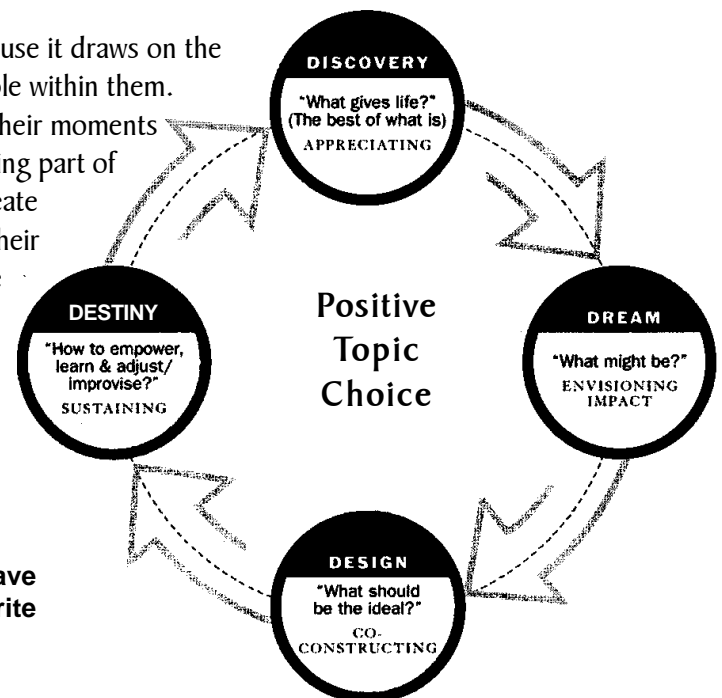 use it draws on the
ple within them.
their moments
ing part of
eate
heir
DISCOVERY
"What gives life?"
(The best of what is)
APPRECIATING
DREAM
"What might be?"
ENVISIONING
IMPACT
DESIGN
"What should
be the ideal?"
CO-
CONSTRUCTING
DESTINY
"How to empower,
learn & adjust/
improvise?"
SUSTAINING
Positive
Topic
Choice
ave
rite